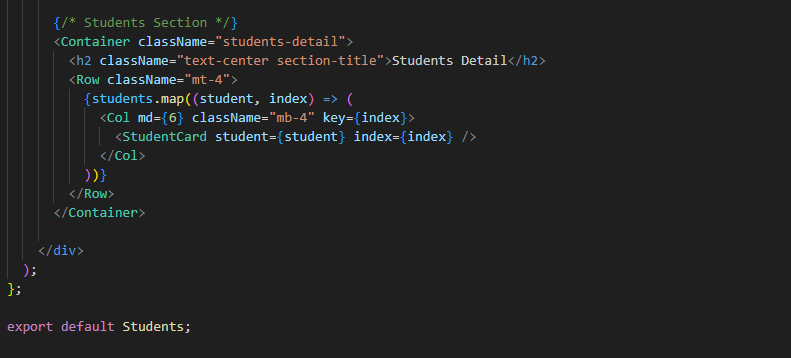 {/* Students Section */}
<Container className="students-detail">
<h2 className="text-center section-title">Students Detail</h2>
<Row className="mt-4">
{students.map((student, index) => (
<Col md={6} className="mb-4" key={index}>
<StudentCard student={student} index={index} />
</Col>
))}
</Row>
</Container>
</div>
);
};
export default Students;